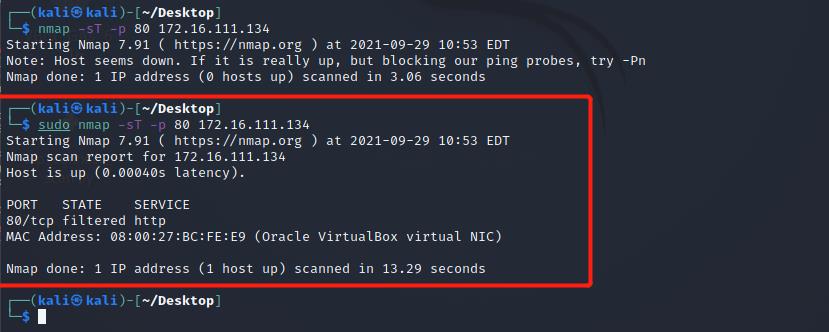 ┌──(kali㉿kali)-[~/Desktop]
└─$ nmap -sT -p 80 172.16.111.134
Starting Nmap 7.91 ( https://nmap.org ) at 2021-09-29 10:53 EDT
Note: Host seems down. If it is really up, but blocking our ping probes, try -Pn
Nmap done: 1 IP address (0 hosts up) scanned in 3.06 seconds
┌──(kali㉿kali)-[~/Desktop]
└─$ sudo nmap -sT -p 80 172.16.111.134
Starting Nmap 7.91 ( https://nmap.org ) at 2021-09-29 10:53 EDT
Nmap scan report for 172.16.111.134
Host is up (0.00040s latency).
PORT   STATE    SERVICE
80/tcp filtered http
MAC Address: 08:00:27:BC:FE:E9 (Oracle VirtualBox virtual NIC)
Nmap done: 1 IP address (1 host up) scanned in 13.29 seconds
┌──(kali㉿kali)-[~/Desktop]
└─$